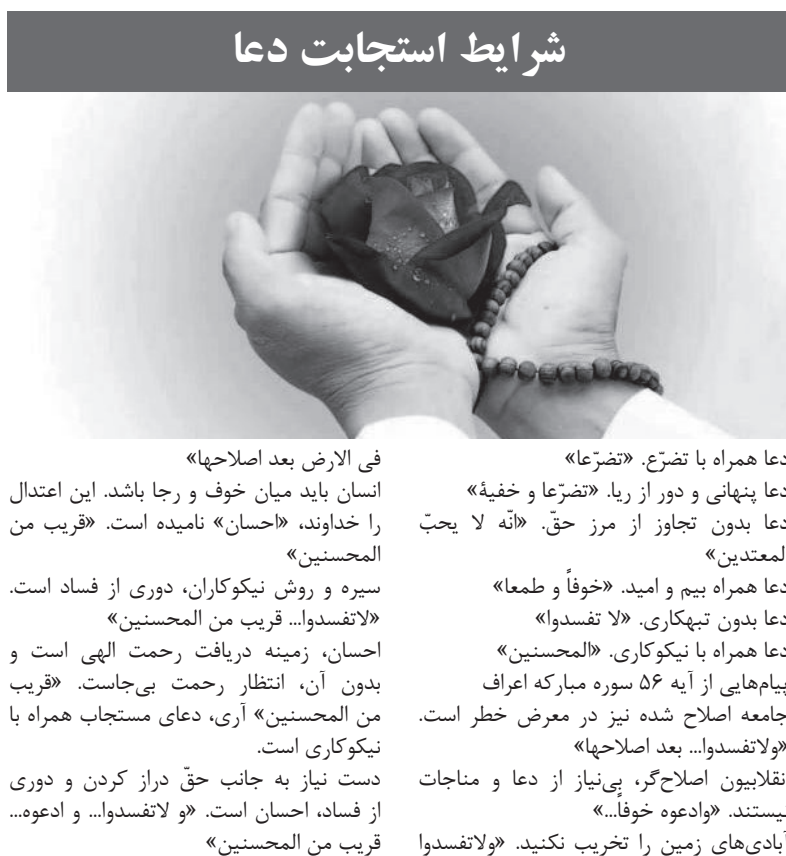 شرایط استجابت دعا
دعا همراه با تضرّع. «تضرّعا»
دعا پنهانی و دور از ریا. «تضرّعا و خفیة»
دعا بدون تجاوز از مرز حقّ. «انّه لا یحبّ
لمعتدین»
دعا همراه بیم و امید. «خوفاً و طمعا»
دعا بدون تبهکاری. «لا تفسدوا»
دعا همراه با نیکوکاری. «المحسنین»
پیام‌هایی از آیه ۵۶ سوره مبارکه اعراف
جامعه اصلاح شده نیز در معرض خطر است.
«ولاتفسدوا... بعد اصلاحها»
نقلابیون اصلاح‌گر، بی‌نیاز از دعا و مناجات
نیستند. «وادعوه خوفاً...»
آبادی‌های زمین را تخریب نکنید. «ولاتفسدوا
فی الارض بعد اصلاحها»
انسان باید میان خوف و رجا باشد. این اعتدال
را خداوند، «احسان» نامیده است. «قریب من
المحسنین»
سیره و روش نیکوکاران، دوری از فساد است.
«لاتفسدوا... قریب من المحسنین»
احسان، زمینه دریافت رحمت الهی است و
بدون آن، انتظار رحمت بی‌جاست. «قریب
من المحسنین» آری، دعای مستجاب همراه با
نیکوکاری است.
دست نیاز به جانب حقّ دراز کردن و دوری
از فساد، احسان است. «و لاتفسدوا... و ادعوه...
قریب من المحسنین»